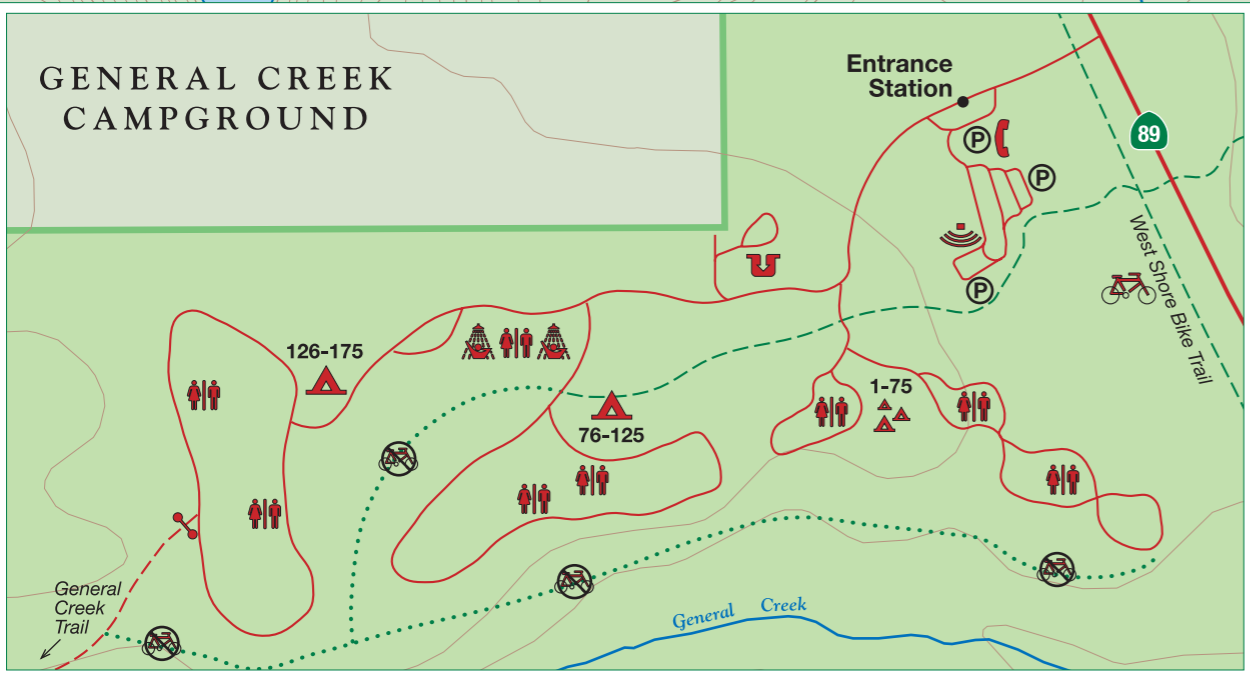 GENERAL CREEK
CAMPGROUND
Entrance
Station
P
89
P
West Shore Bike Trail
P
126-175
1-75
76-125
General
Creek
Trail
General Creek